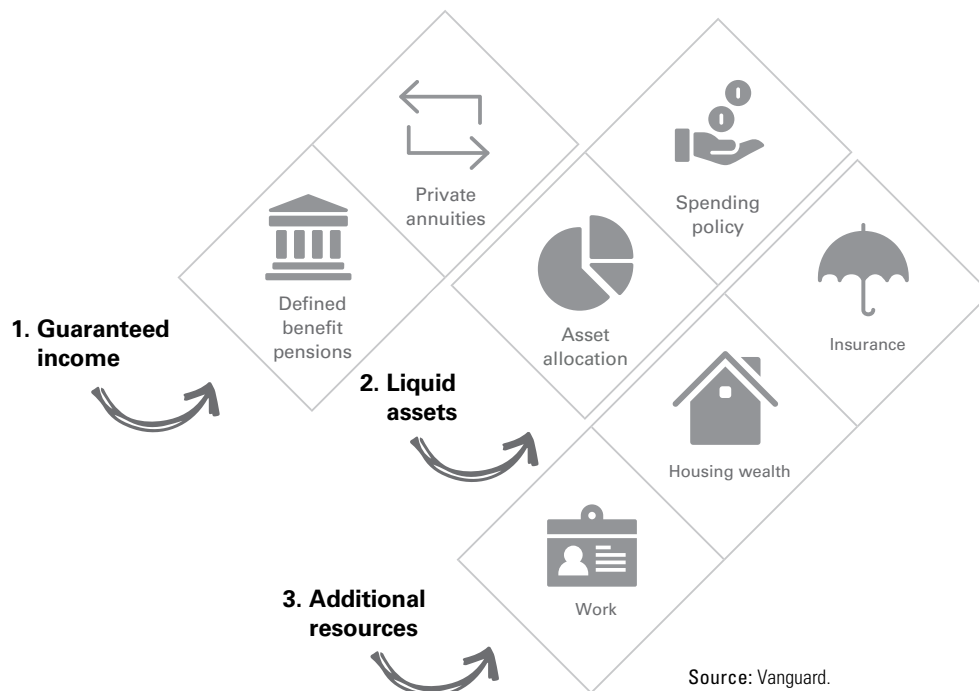 Private
annuities
Spending
policy
Defined
benefit
pensions
Asset
allocation
Insurance
1. Guaranteed
income
2. Liquid
assets
Housing wealth
3. Additional
resources
Work
Source: Vanguard.